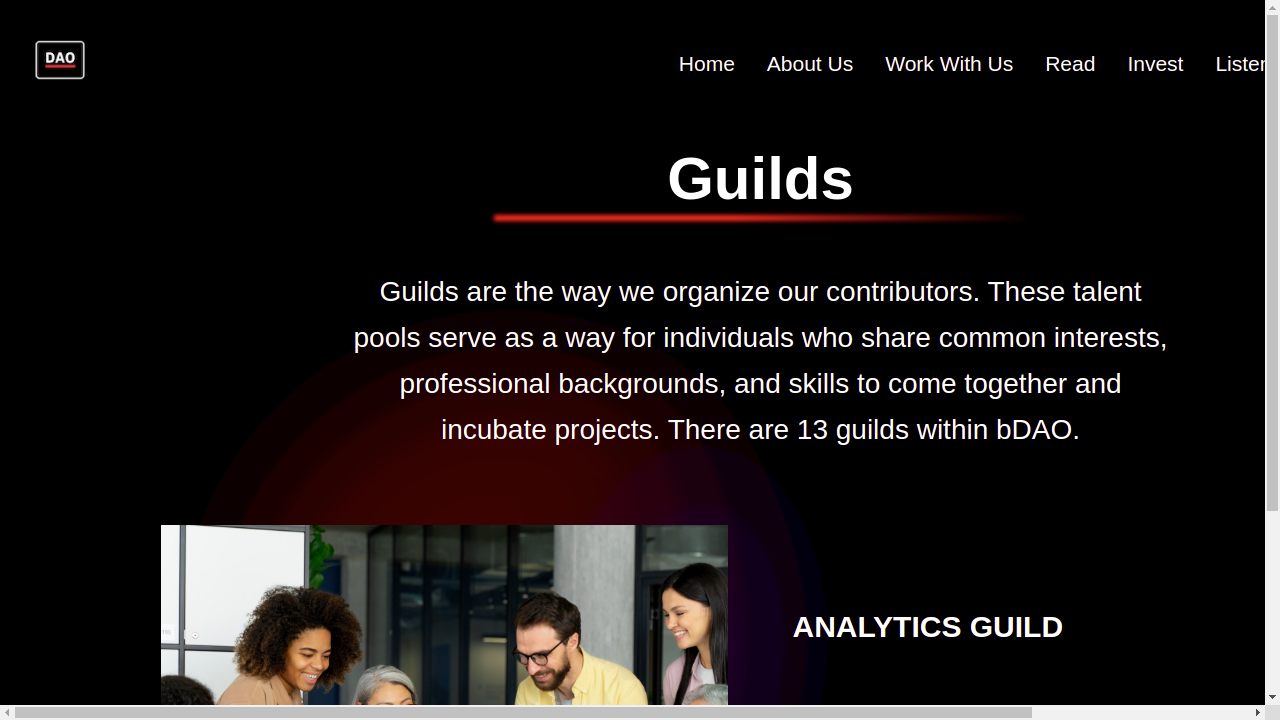 DAO
Home About Us Work With Us Read Invest Listen
Guilds
Guilds are the way we organize our contributors. These talent
pools serve as a way for individuals who share common interests,
professional backgrounds, and skills to come together and
incubate projects. There are 13 guilds within bDAO.
ANALYTICS GUILD